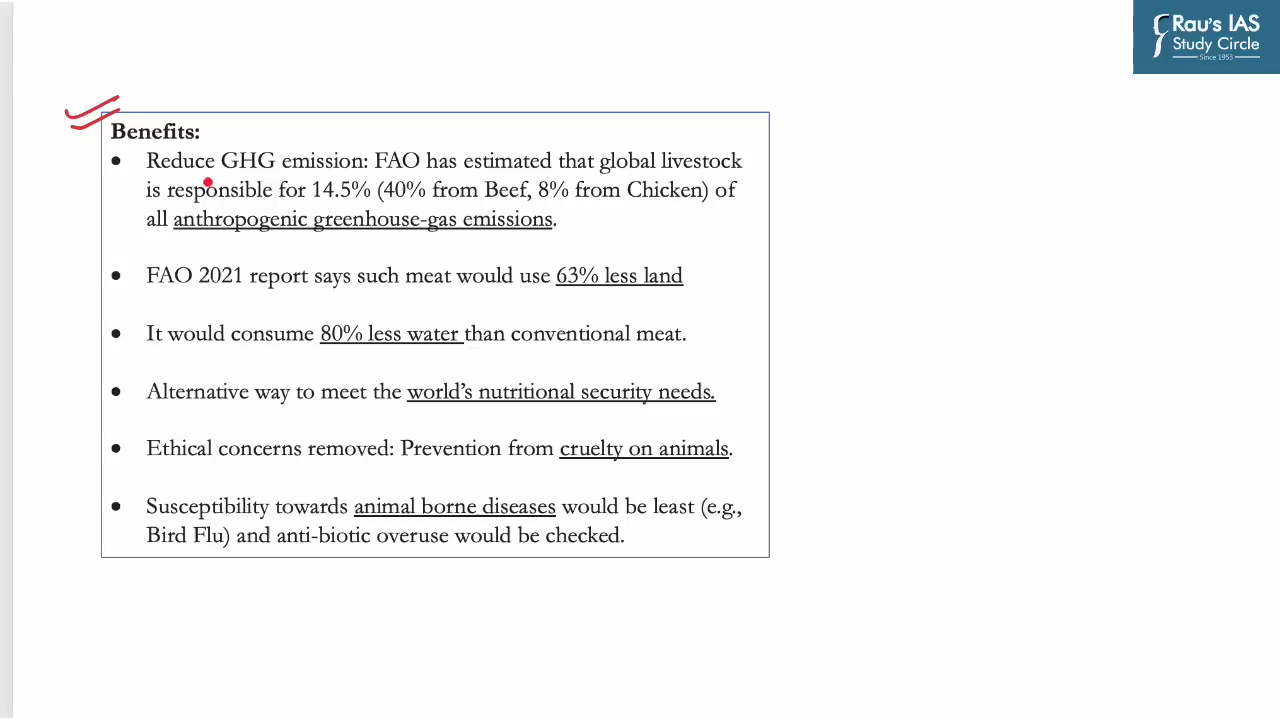 Rau's IAS
Study Circle
Since 1953
Benefits:
• Reduce GHG emission: FAO has estimated that global livestock
is responsible for 14.5% (40% from Beef, 8% from Chicken) of
all anthropogenic greenhouse-gas emissions.
• FAO 2021 report says such meat would use 63% less land
• It would consume 80% less water than conventional meat.
• Alternative way to meet the world's nutritional security needs.
• Ethical concerns removed: Prevention from cruelty on animals.
• Susceptibility towards animal borne diseases would be least (e.g.,
Bird Flu) and anti-biotic overuse would be checked.